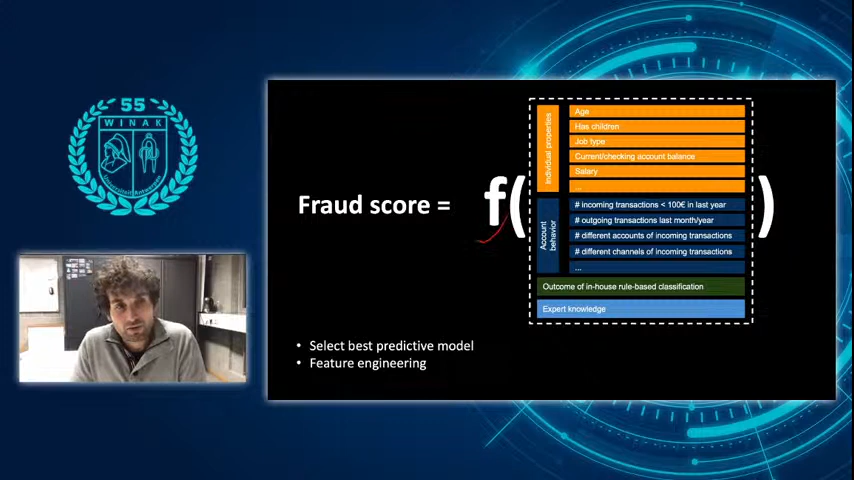 55
WINAK
Universiteit Antwerpen
Fraud score = f( )
Individual properties
Age
Has children
Job type
Current/checking account balance
Salary
...
Account behavior
# incoming transactions < 100€ in last year
# outgoing transactions last month/year
# different accounts of incoming transactions
# different channels of incoming transactions
...
Outcome of in-house rule-based classification
Expert knowledge
• Select best predictive model
• Feature engineering